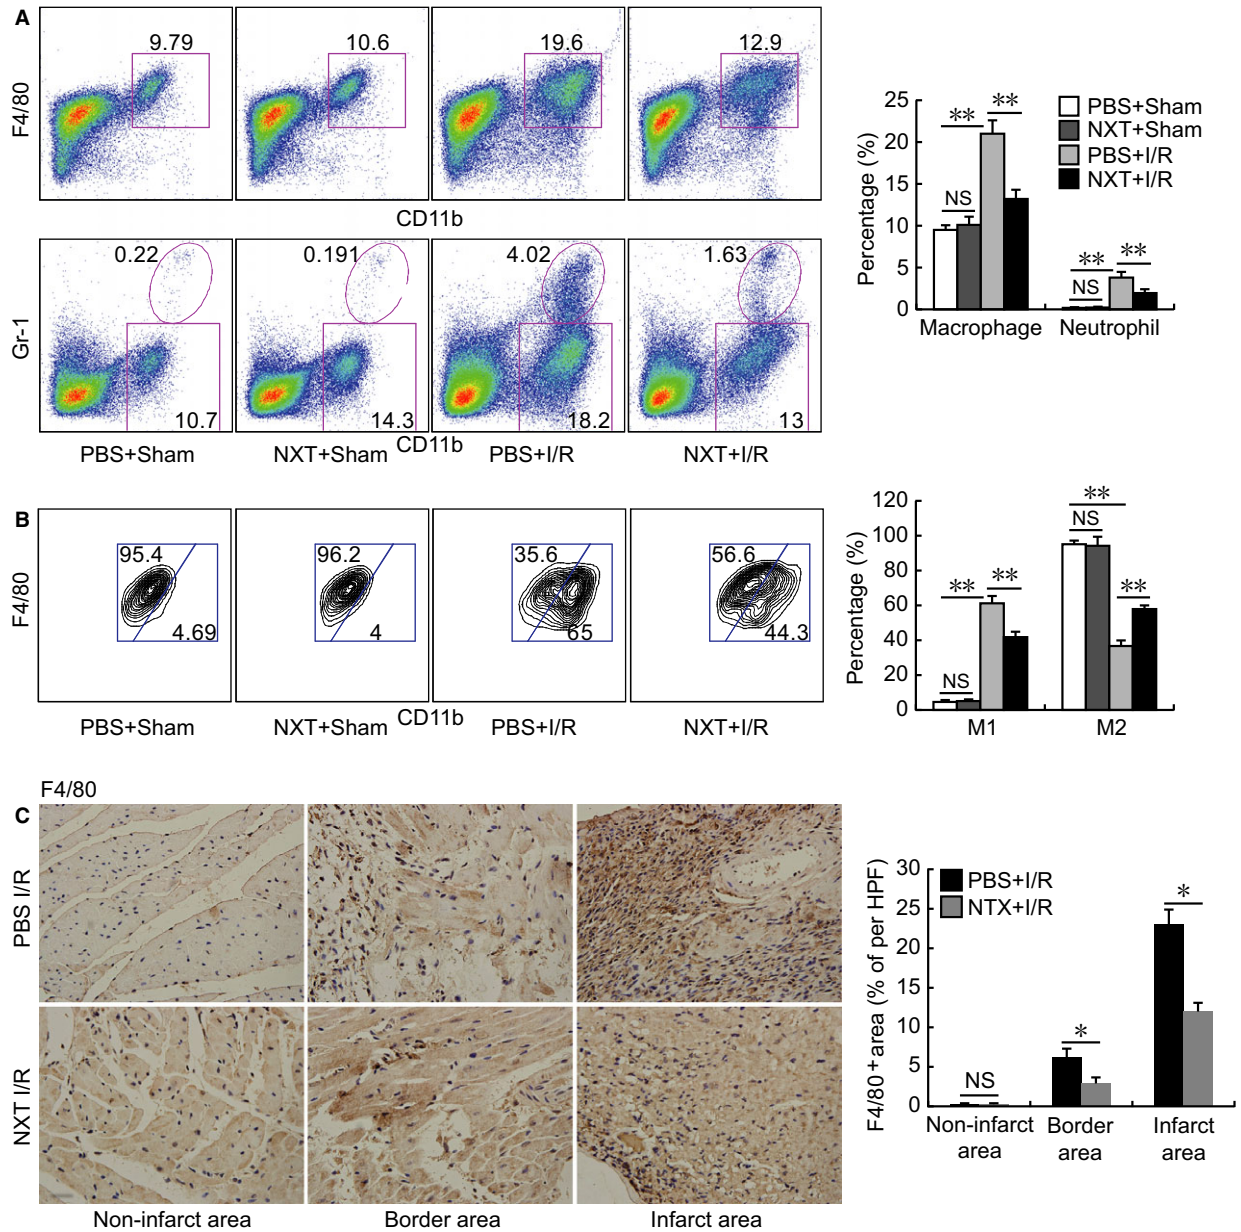 A
9.79
10.6
19.6
12.9
F4/80
CD11b
0.22
0.191
4.02
1.63
Gr-1
10.7
14.3
18.2
13
CD11b
PBS+Sham
NXT+Sham
PBS+I/R
NXT+I/R
25
20
15
10
5
0
Percentage (%)
PBS+Sham
NXT+Sham
PBS+I/R
NXT+I/R
**
**
NS
**
**
NS
Macrophage
Neutrophil
B
95.4
96.2
35.6
56.6
F4/80
4.69
4
65
44.3
CD11b
PBS+Sham
NXT+Sham
PBS+I/R
NXT+I/R
120
100
80
60
40
20
0
Percentage (%)
**
NS
**
**
**
NS
M1
M2
F4/80
C
PBS I/R
NXT I/R
Non-infarct area
Border area
Infarct area
30
25
20
15
10
5
0
F4/80+area (% of per HPF)
PBS+I/R
NTX+I/R
*
*
NS
Non-infarct area
Border area
Infarct area